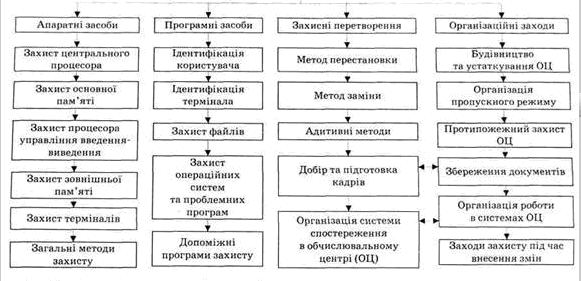 Апаратні засоби
Захист центрального
процесора
Захист основної
пам'яті
Захист процесора
управління введення-
виведення
Захист зовнішньої
пам'яті
Захист терміналів
Загальні методи
захисту
Програмні засоби
Ідентифікація
користувача
Ідентифікація
термінала
Захист файлів
Захист
операційних
систем
та проблемних
програм
Допоміжні
програми захисту
Захисні перетворення
Метод перестановки
Метод заміни
Адитивні методи
Добір та підготовка
кадрів
Організація системи
спостереження
в обчислювальному
центрі (ОЦ)
Організаційні заходи
Будівництво
та устаткування ОЦ
Організація
пропускного режиму
Протипожежний захист
ОЦ
Збереження документів
Організація роботи
в системах ОЦ
Заходи захисту під час
внесення змін